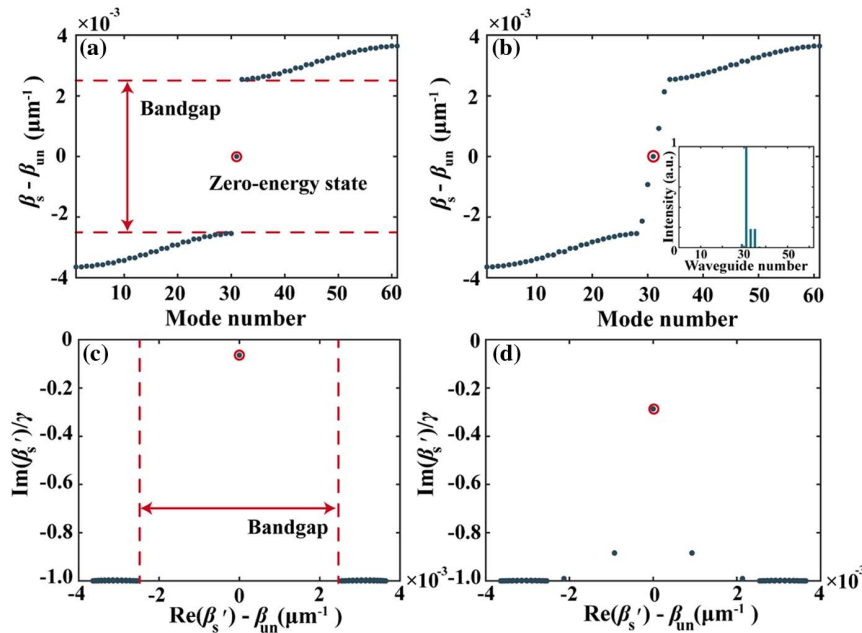 ×10⁻³
(a)
4
2
0
-2
-4
βs - βun (μm⁻¹)
Bandgap
Zero-energy state
10 20 30 40 50 60
Mode number
×10⁻³
(b)
4
2
0
-2
-4
βs - βun (μm⁻¹)
1
0
Intensity (a.u.)
10 30 50
Waveguide number
10 20 30 40 50 60
Mode number
(c)
0
-0.2
-0.4
-0.6
-0.8
-1.0
Im(βs′)/γ
Bandgap
-4 -2 0 2 4
×10⁻³
Re(βs′) - βun(μm⁻¹)
(d)
0
-0.2
-0.4
-0.6
-0.8
-1.0
Im(βs′)/γ
-4 -2 0 2 4
×10⁻³
Re(βs′) - βun(μm⁻¹)